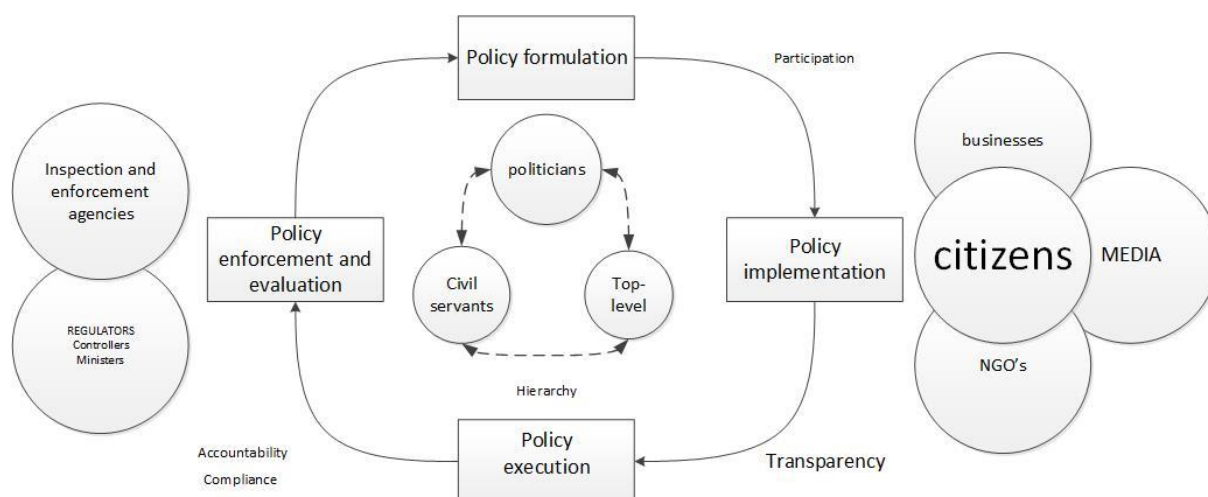 Policy formulation
Participation
businesses
Inspection and
enforcement
agencies
politicians
Policy
enforcement and
evaluation
Policy
implementation
citizens
MEDIA
Civil
servants
Top-
level
REGULATORS
Controllers
Ministers
NGO's
Hierarchy
Accountability
Compliance
Policy
execution
Transparency